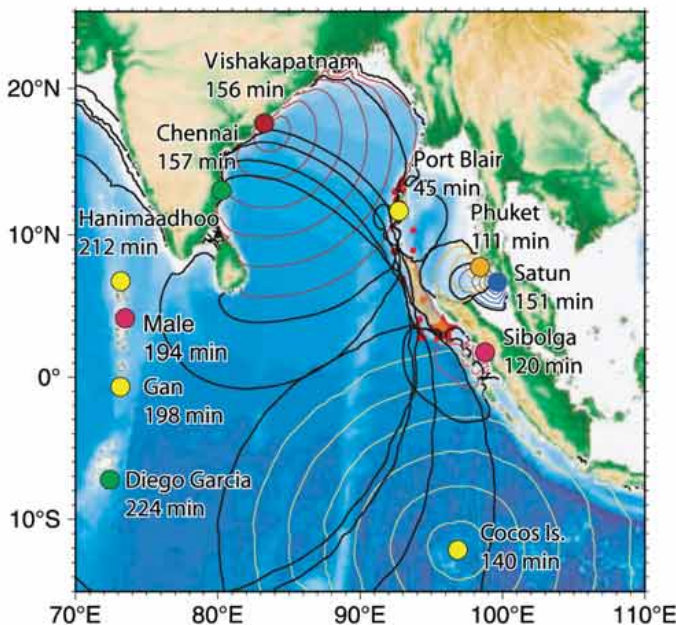 20°N
10°N
0°
10°S
70°E
80°E
90°E
100°E
110°E
Vishakapatnam
156 min
Chennai
157 min
Hanimaadhoo
212 min
Male
194 min
Gan
198 min
Diego Garcia
224 min
Port Blair
45 min
Phuket
111 min
Satun
151 min
Sibolga
120 min
Cocos Is.
140 min